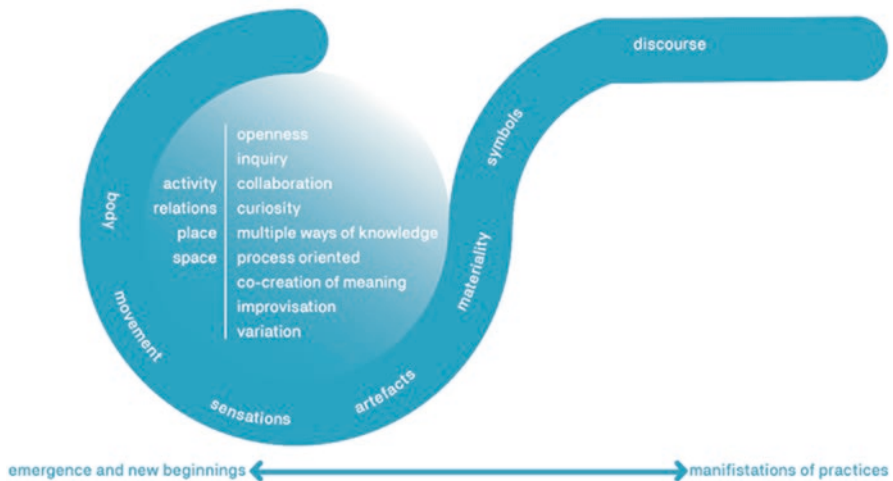 discourse
symbols
openness
inquiry
activity collaboration
relations curiosity
place multiple ways of knowledge
space process oriented
co-creation of meaning
improvisation
variation
body
movement
sensations
artefacts
materiality
emergence and new beginnings
manifistations of practices